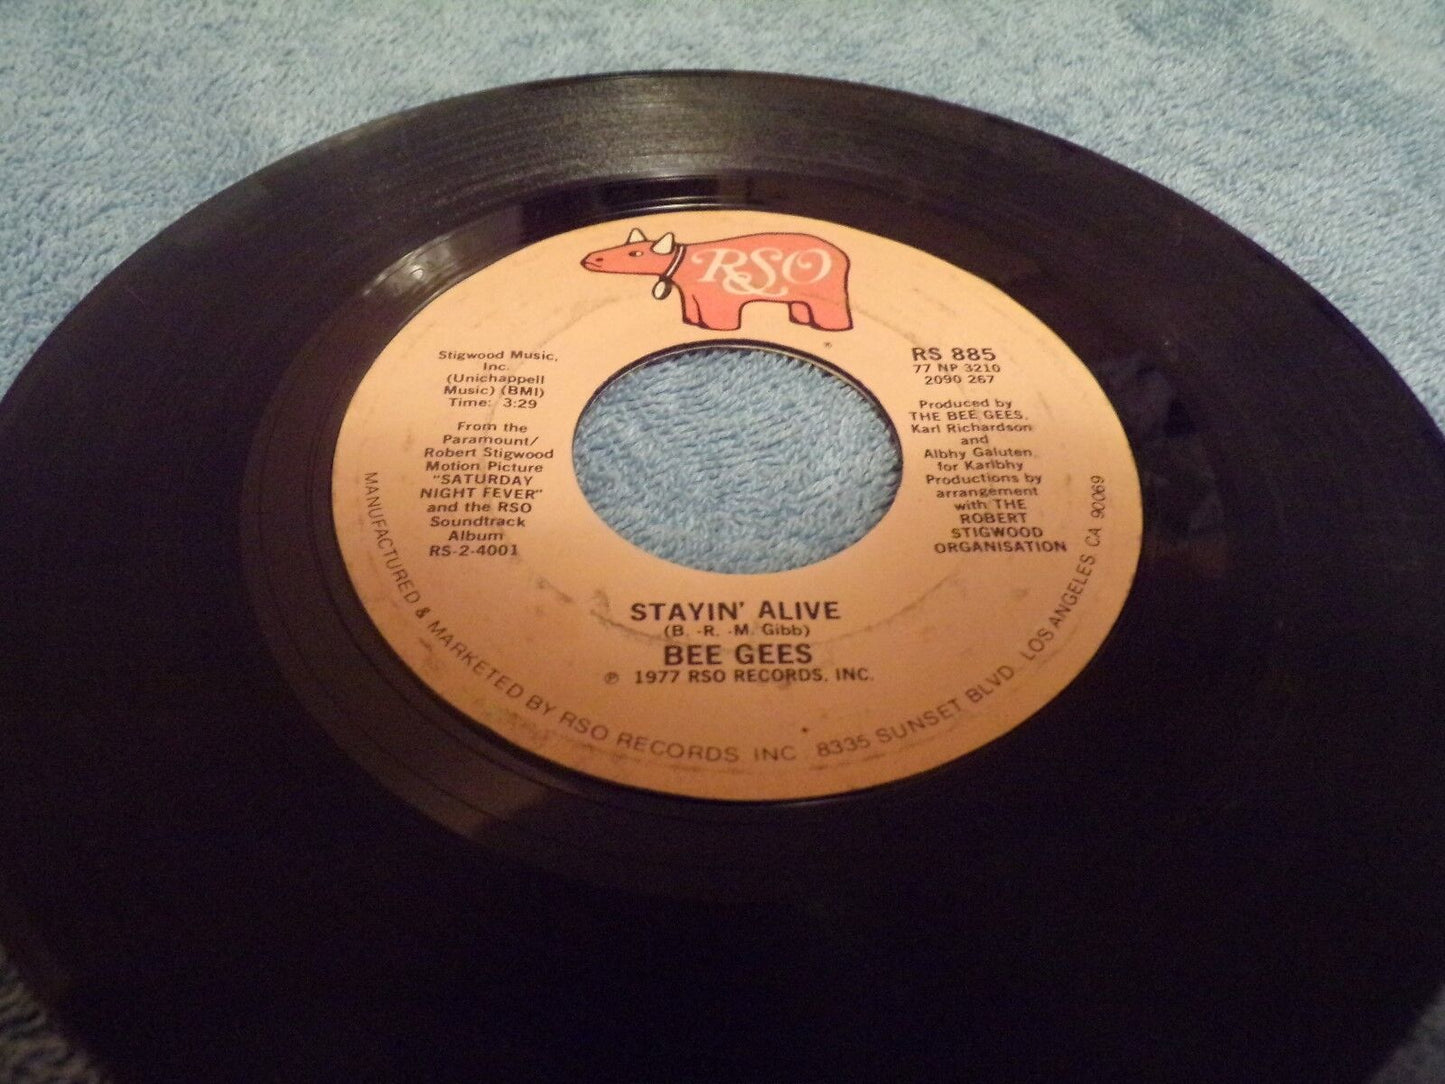 RSO
Stigwood Music,
Inc.
(Unichappell
Music) (BMI)
Time: 3:29
From the
Paramount/
Robert Stigwood
Motion Picture
"SATURDAY
NIGHT FEVER"
and the RSO
Soundtrack
Album
RS-2-4001
RS 885
77 NP 3210
2090 267
Produced by
THE BEE GEES,
Karl Richardson
and
Albhy Galuten
for Karlbhy
Productions by
arrangement
with THE
ROBERT
STIGWOOD
ORGANISATION
STAYIN' ALIVE
(B. -R. -M. Gibb)
BEE GEES
℗ 1977 RSO RECORDS, INC.
MANUFACTURED & MARKETED BY RSO RECORDS INC 8335 SUNSET BLVD. LOS ANGELES, CA 90069